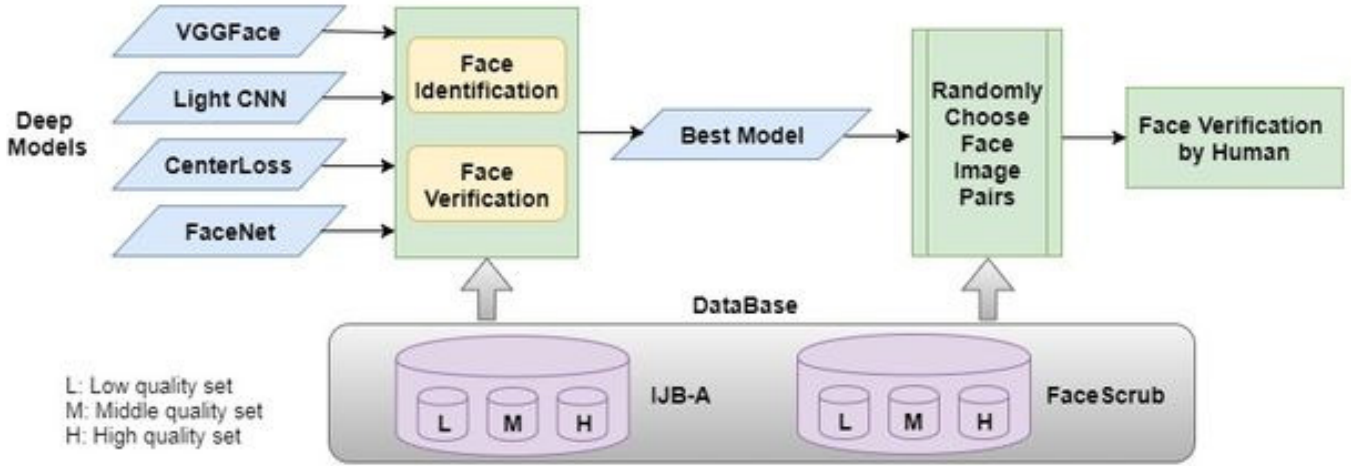 VGGFace
Light CNN
CenterLoss
FaceNet
Deep
Models
Face
Identification
Face
Verification
Best Model
Randomly
Choose
Face
Image
Pairs
Face Verification
by Human
DataBase
L M H
IJB-A
L M H
FaceScrub
L: Low quality set
M: Middle quality set
H: High quality set